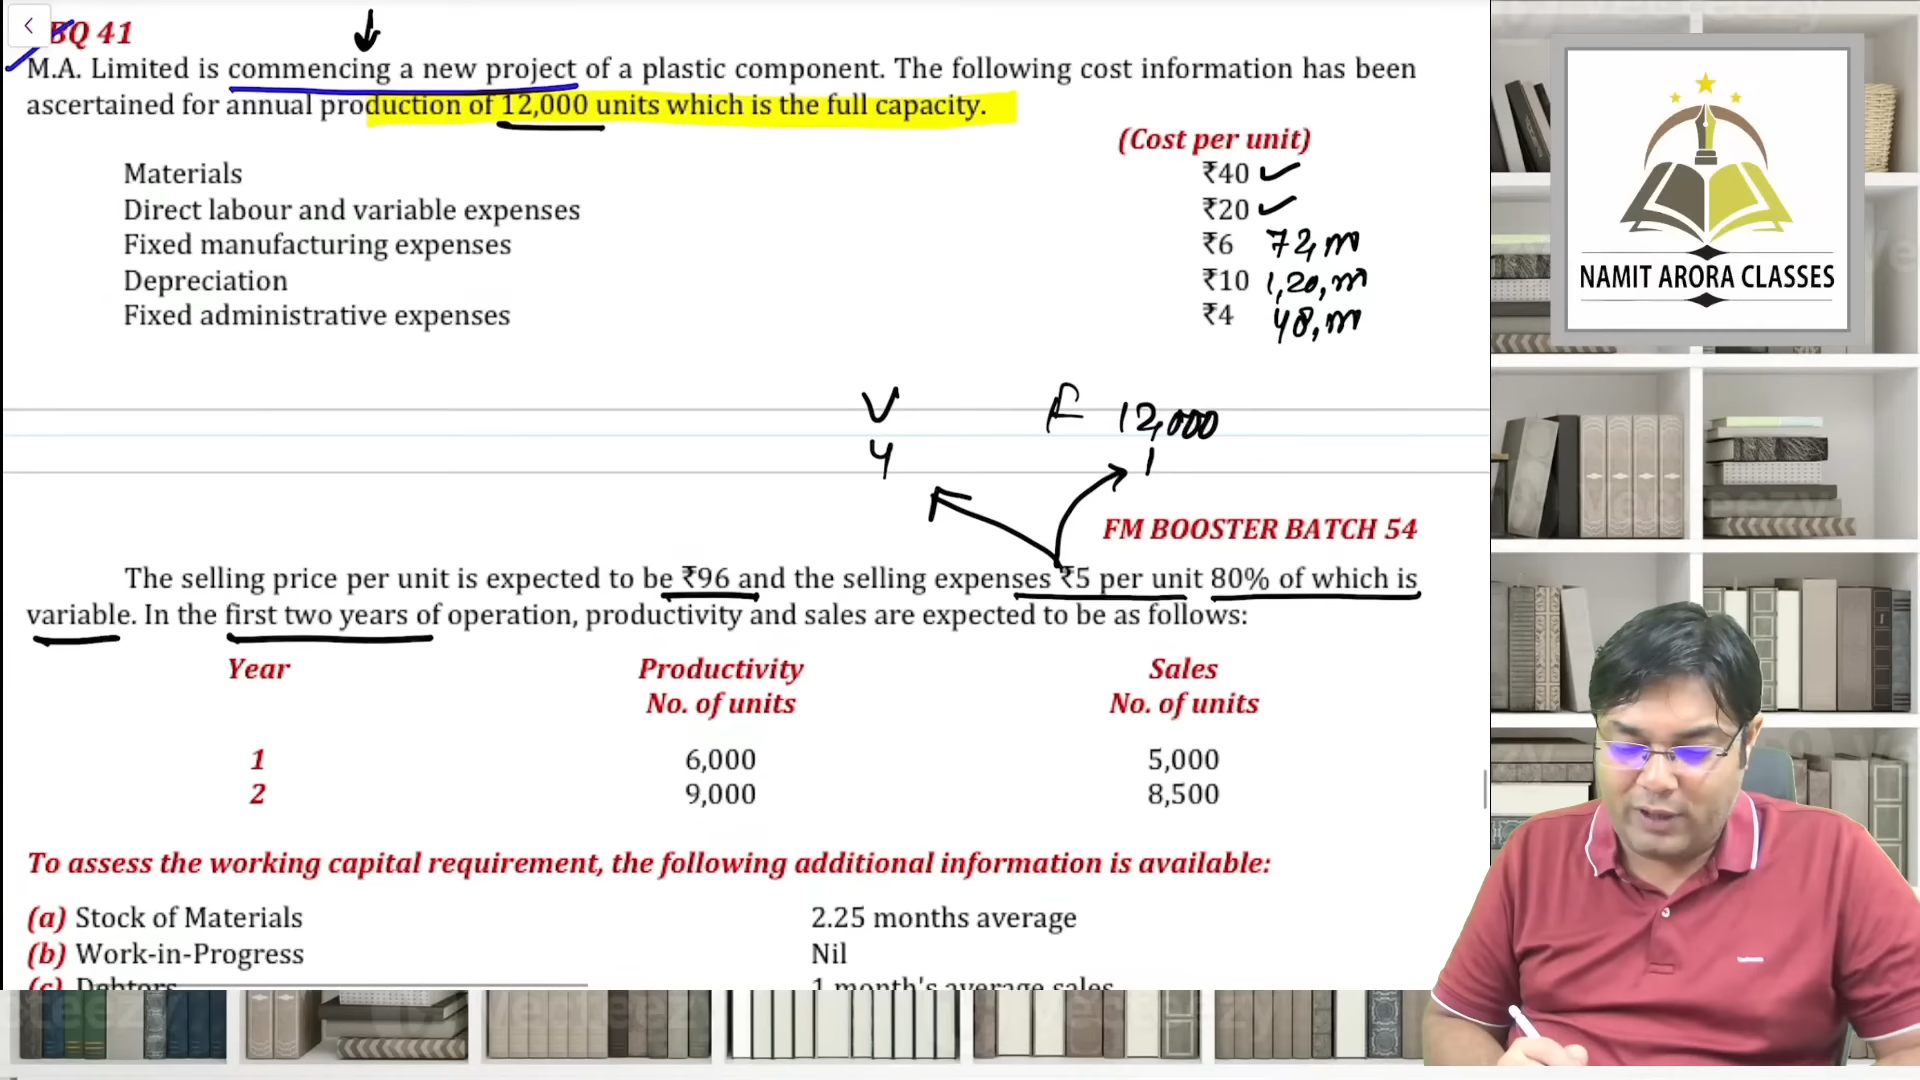 BQ 41
M.A. Limited is commencing a new project of a plastic component. The following cost information has been
ascertained for annual production of 12,000 units which is the full capacity.
(Cost per unit)
Materials ₹40
Direct labour and variable expenses ₹20
Fixed manufacturing expenses ₹6 72,m
Depreciation ₹10 1,20,m
Fixed administrative expenses ₹4 48,m
V F 12,000
4 1
FM BOOSTER BATCH 54
The selling price per unit is expected to be ₹96 and the selling expenses ₹5 per unit 80% of which is
variable. In the first two years of operation, productivity and sales are expected to be as follows:
Year Productivity Sales
No. of units No. of units
1 6,000 5,000
2 9,000 8,500
To assess the working capital requirement, the following additional information is available:
(a) Stock of Materials 2.25 months average
(b) Work-in-Progress Nil
(c) Debtors 1 month's average sales
NAMIT ARORA CLASSES